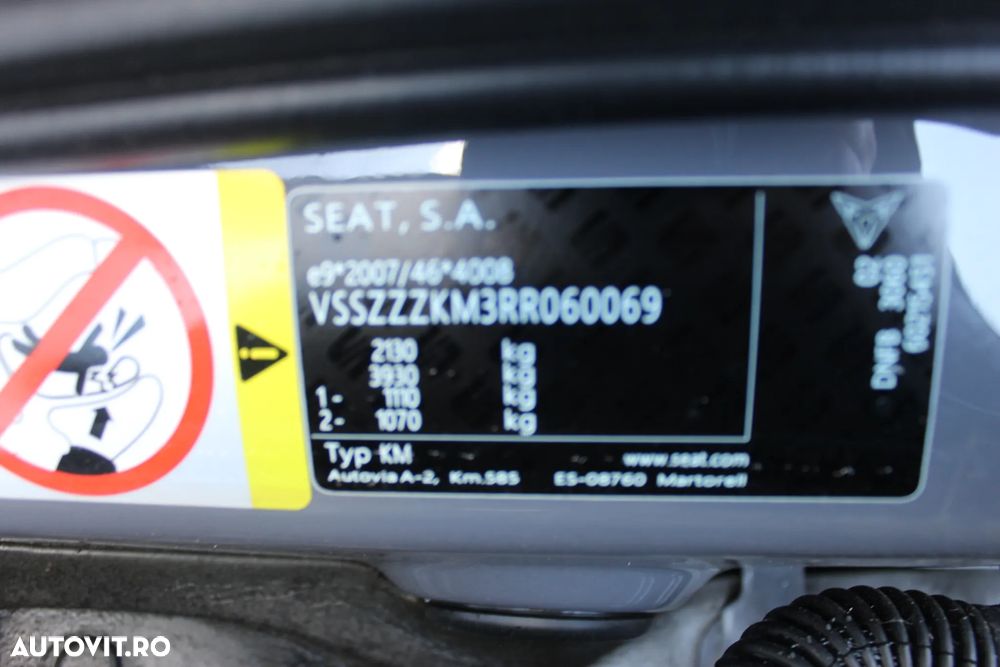 SEAT, S.A.
e9*2007/46*4008
VSSZZZKM3RR060069
2130 kg
3930 kg
1- 1110 kg
2- 1070 kg
Typ KM
www.seat.com
Autovia A-2, Km.585 ES-08760 Martorell
DNFB
AUTOVIT.RO